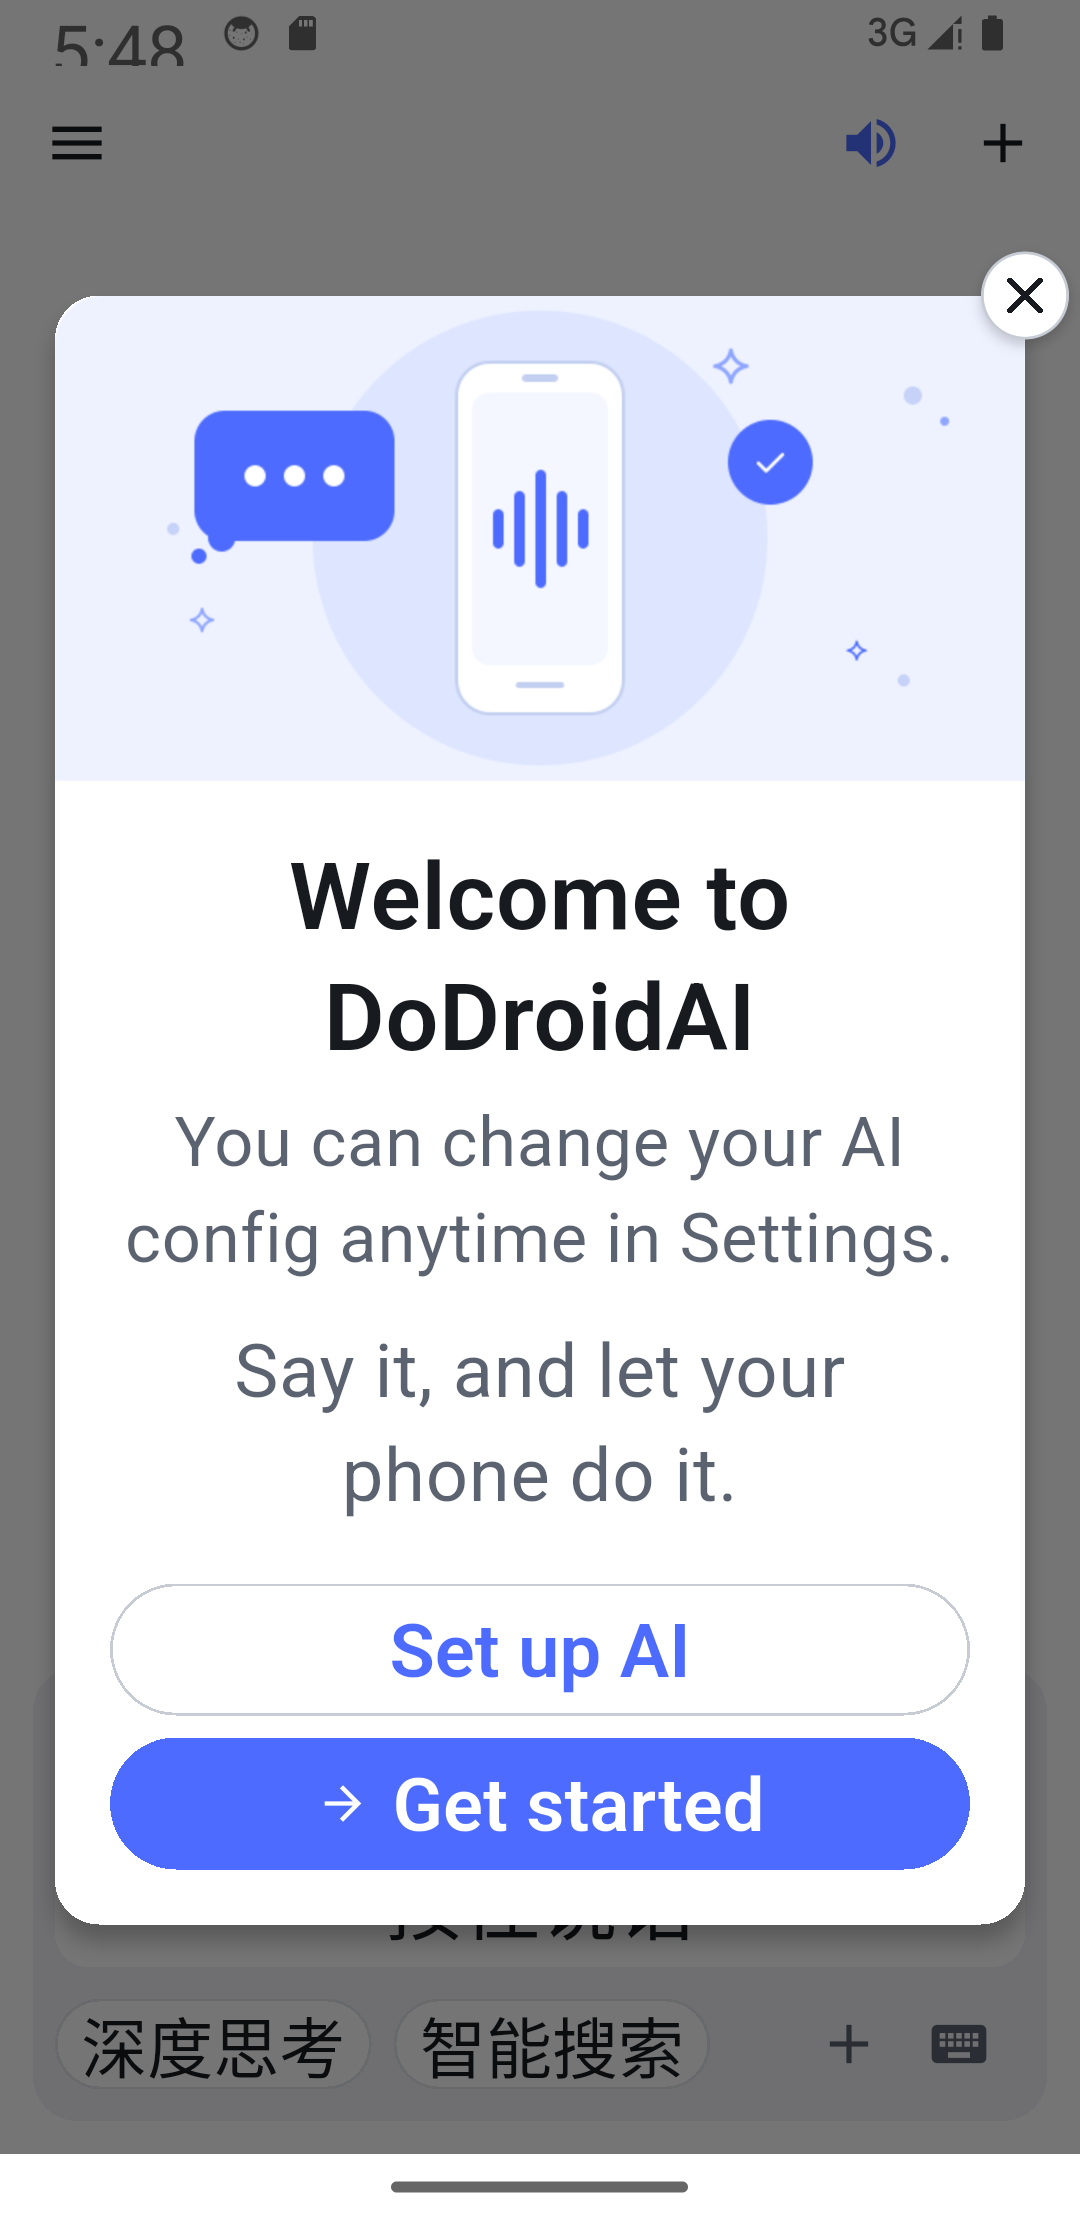 5:48
3G
Welcome to
DoDroidAI
You can change your AI
config anytime in Settings.
Say it, and let your
phone do it.
Set up AI
Get started
深度思考
智能搜索